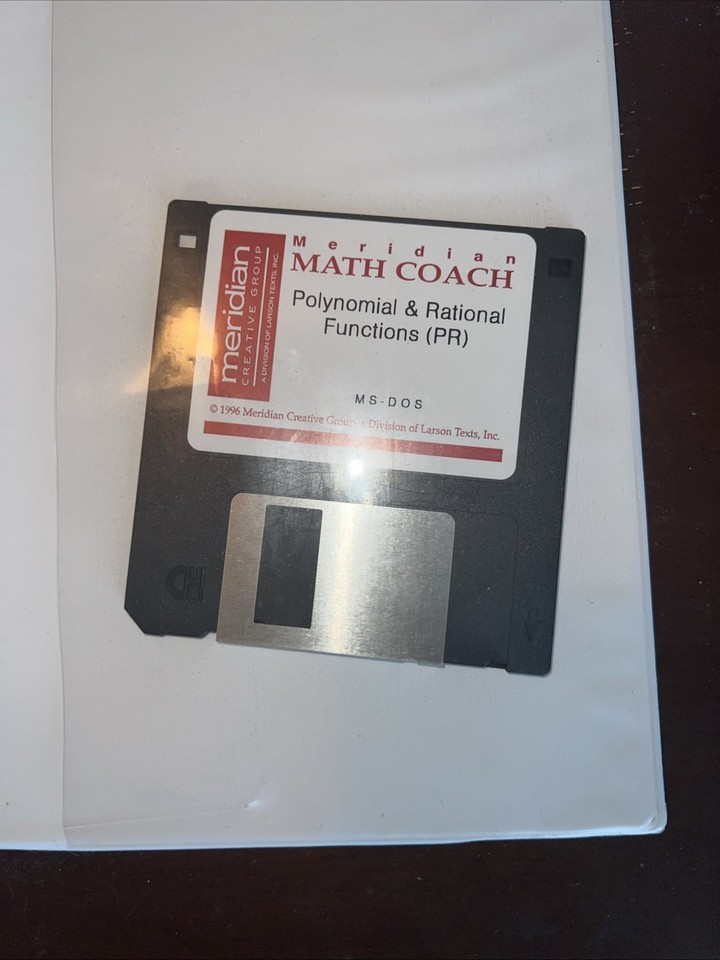 meridian
CREATIVE GROUP
A DIVISION OF LARSON TEXTS, INC.
Meridian
MATH COACH
Polynomial & Rational
Functions (PR)
MS-DOS
© 1996 Meridian Creative Group, a Division of Larson Texts, Inc.
HD